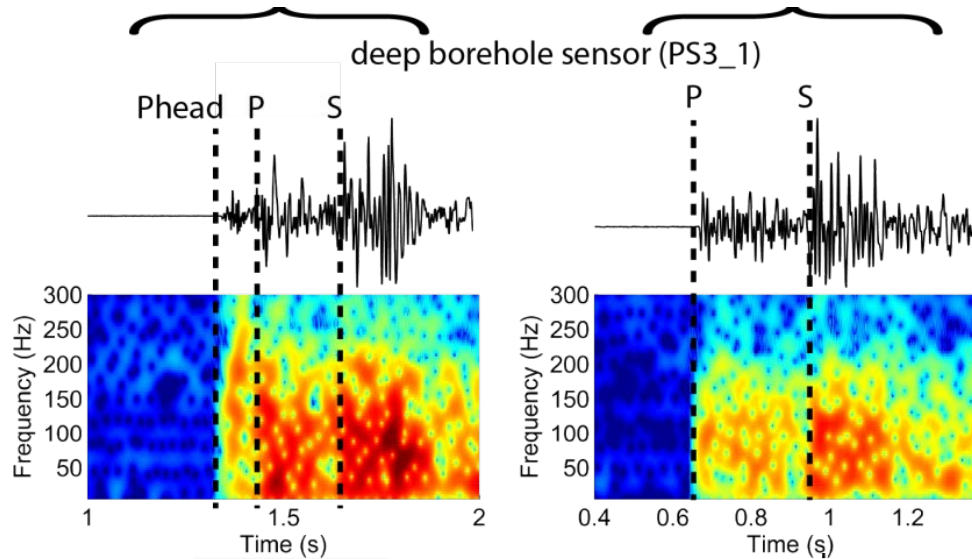 deep borehole sensor (PS3_1)
Phead P S
P S
Frequency (Hz)
300
250
200
150
100
50
1 1.5 2
Time (s)
Frequency (Hz)
300
250
200
150
100
50
0.4 0.6 0.8 1 1.2
Time (s)